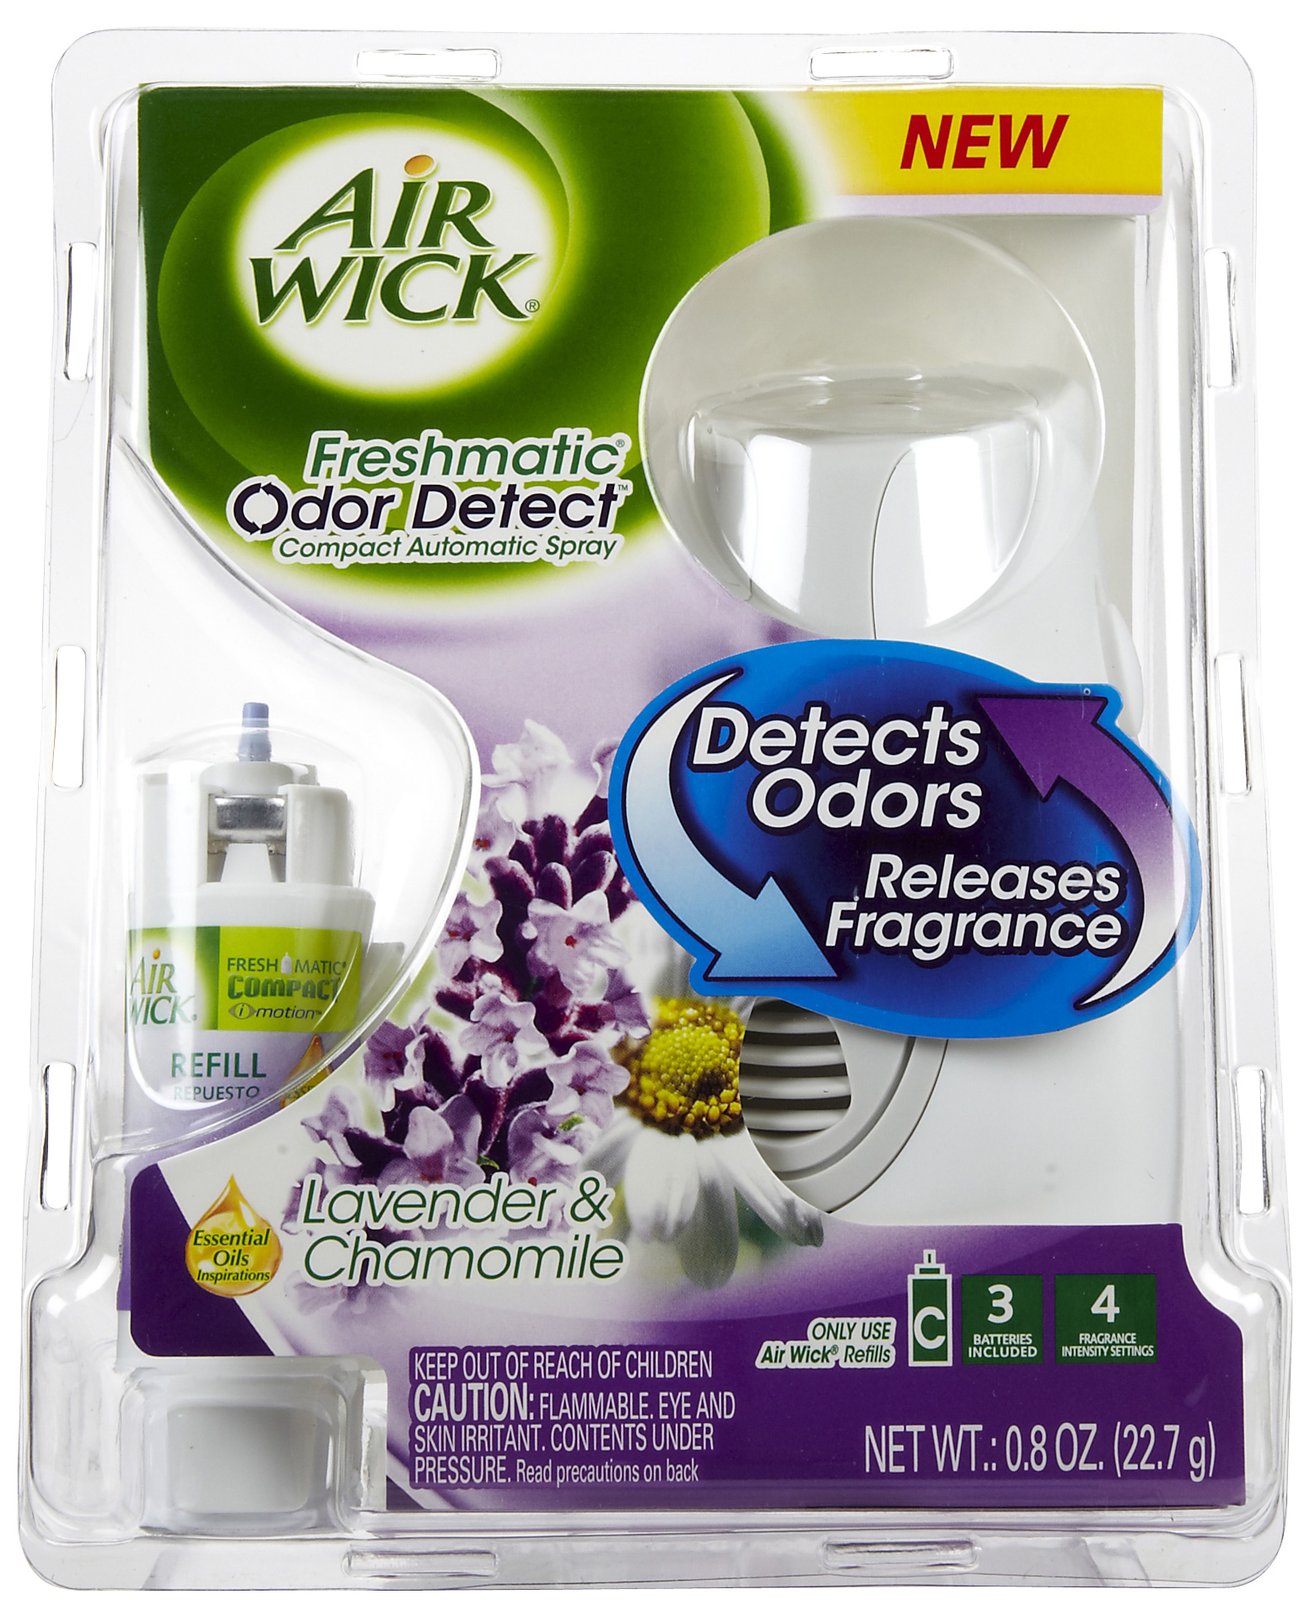 NEW
AIR
WICK®
Freshmatic®
Odor Detect™
Compact Automatic Spray
Detects
Odors
Releases
Fragrance
AIR
WICK®
FRESHMATIC®
COMPACT
i-motion™
REFILL
REPUESTO
Essential
Oils
Inspirations
Lavender &
Chamomile
ONLY USE
Air Wick® Refills
C
3
BATTERIES
INCLUDED
4
FRAGRANCE
INTENSITY SETTINGS
KEEP OUT OF REACH OF CHILDREN
CAUTION: FLAMMABLE. EYE AND
SKIN IRRITANT. CONTENTS UNDER
PRESSURE. Read precautions on back
NET WT.: 0.8 OZ. (22.7 g)